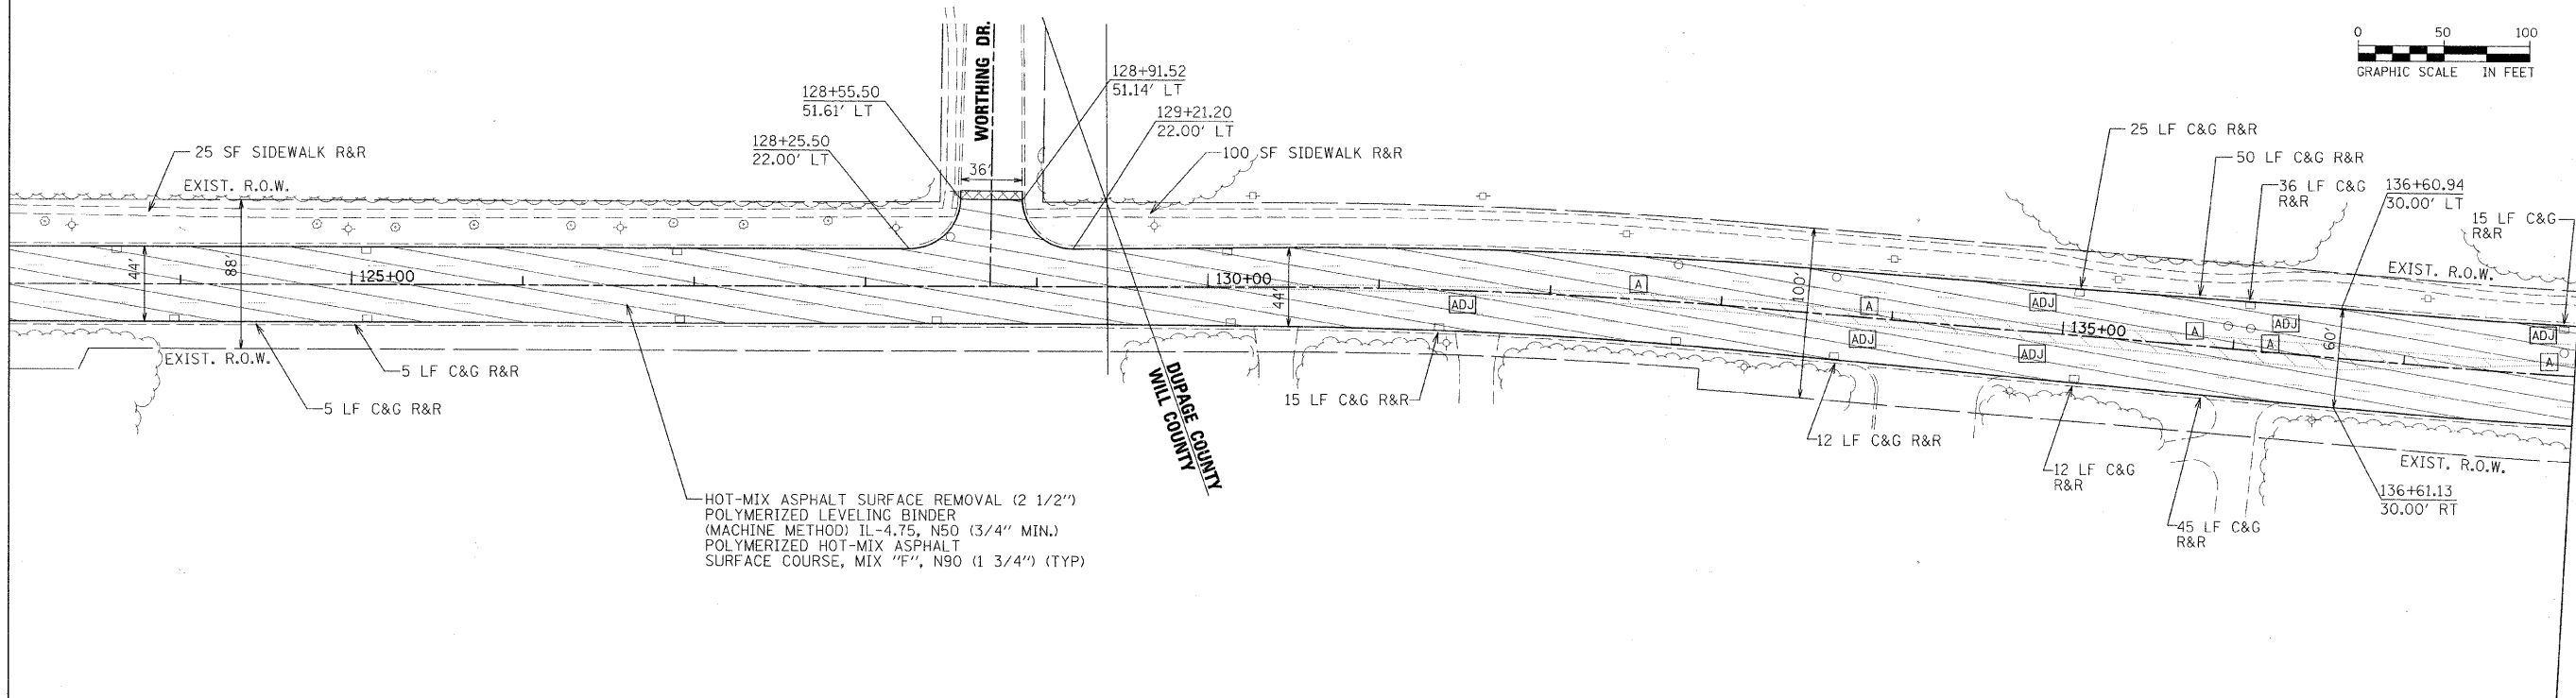 0 50 100
GRAPHIC SCALE IN FEET
WORTHING DR.
128+91.52
51.14' LT
128+55.50
51.61' LT
129+21.20
22.00' LT
128+25.50
22.00' LT
25 LF C&G R&R
50 LF C&G R&R
25 SF SIDEWALK R&R
100 SF SIDEWALK R&R
36'
36 LF C&G
R&R
136+60.94
30.00' LT
15 LF C&G
R&R
EXIST. R.O.W.
EXIST. R.O.W.
44'
88'
125+00
130+00
44'
100'
A
ADJ
A
ADJ
ADJ
ADJ
135+00
A
ADJ
A
60'
ADJ
A
EXIST. R.O.W.
5 LF C&G R&R
5 LF C&G R&R
DUPAGE COUNTY
WILL COUNTY
15 LF C&G R&R
12 LF C&G R&R
12 LF C&G
R&R
45 LF C&G
R&R
EXIST. R.O.W.
136+61.13
30.00' RT
HOT-MIX ASPHALT SURFACE REMOVAL (2 1/2")
POLYMERIZED LEVELING BINDER
(MACHINE METHOD) IL-4.75, N50 (3/4" MIN.)
POLYMERIZED HOT-MIX ASPHALT
SURFACE COURSE, MIX "F", N90 (1 3/4") (TYP)